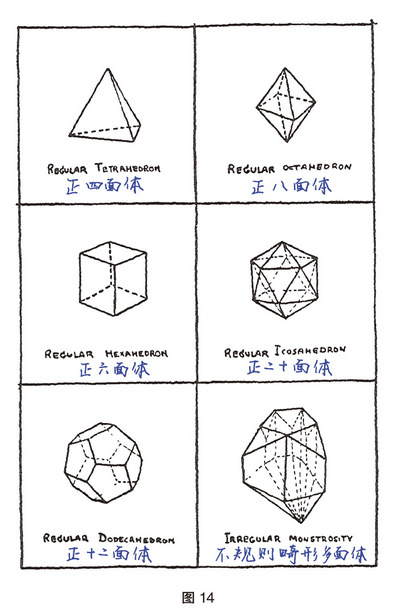 REGULAR TETRAHEDRON
正四面体
REGULAR OCTAHEDRON
正八面体
REGULAR HEXAHEDRON
正六面体
REGULAR ICOSAHEDRON
正二十面体
REGULAR DODECAHEDRON
正十二面体
IRREGULAR MONSTROSITY
不规则畸形多面体
图 14